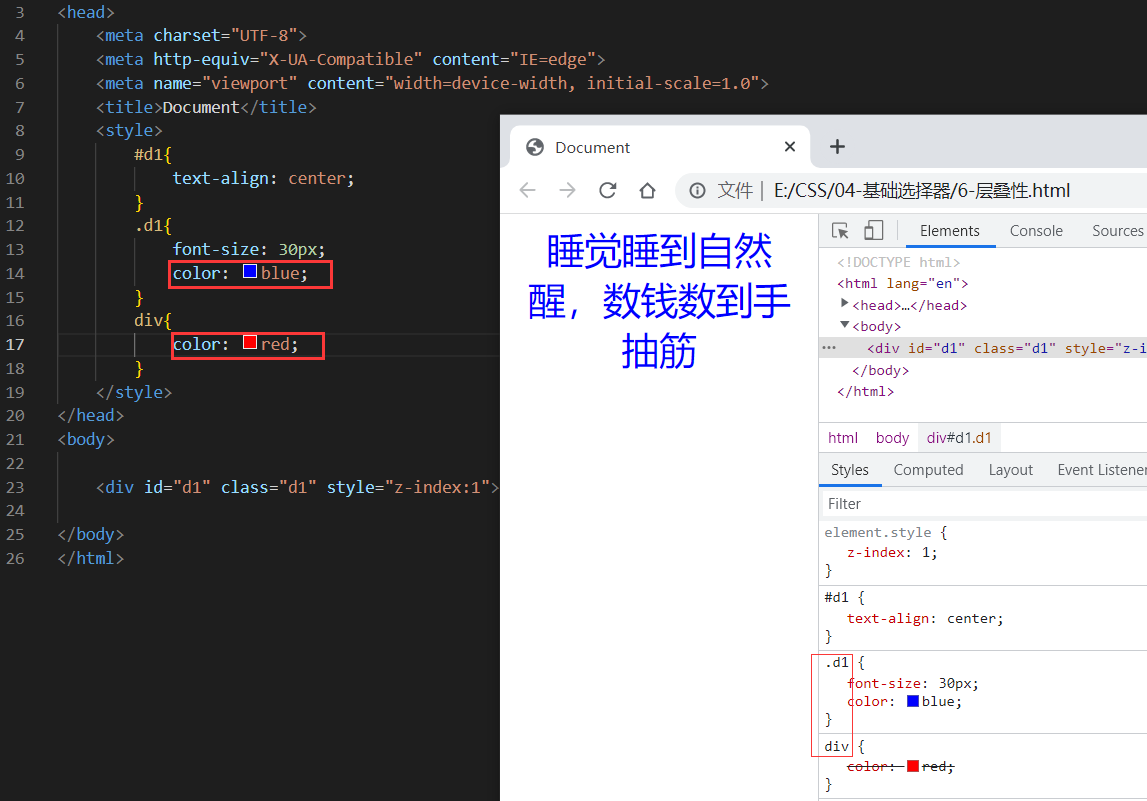 3 <head>
4 <meta charset="UTF-8">
5 <meta http-equiv="X-UA-Compatible" content="IE=edge">
6 <meta name="viewport" content="width=device-width, initial-scale=1.0">
7 <title>Document</title>
8 <style>
9 #d1{
10 text-align: center;
11 }
12 .d1{
13 font-size: 30px;
14 color: blue;
15 }
16 div{
17 color: red;
18 }
19 </style>
20 </head>
21 <body>
22
23 <div id="d1" class="d1" style="z-index:1">
24
25 </body>
26 </html>
Document
文件 | E:/CSS/04-基础选择器/6-层叠性.html
睡觉睡到自然
醒，数钱数到手
抽筋
Elements Console Sources
<!DOCTYPE html>
<html lang="en">
<head>…</head>
<body>
<div id="d1" class="d1" style="z-i
</body>
</html>
html body div#d1.d1
Styles Computed Layout Event Listener
Filter
element.style {
z-index: 1;
}
#d1 {
text-align: center;
}
.d1 {
font-size: 30px;
color: blue;
}
div {
color: red;
}